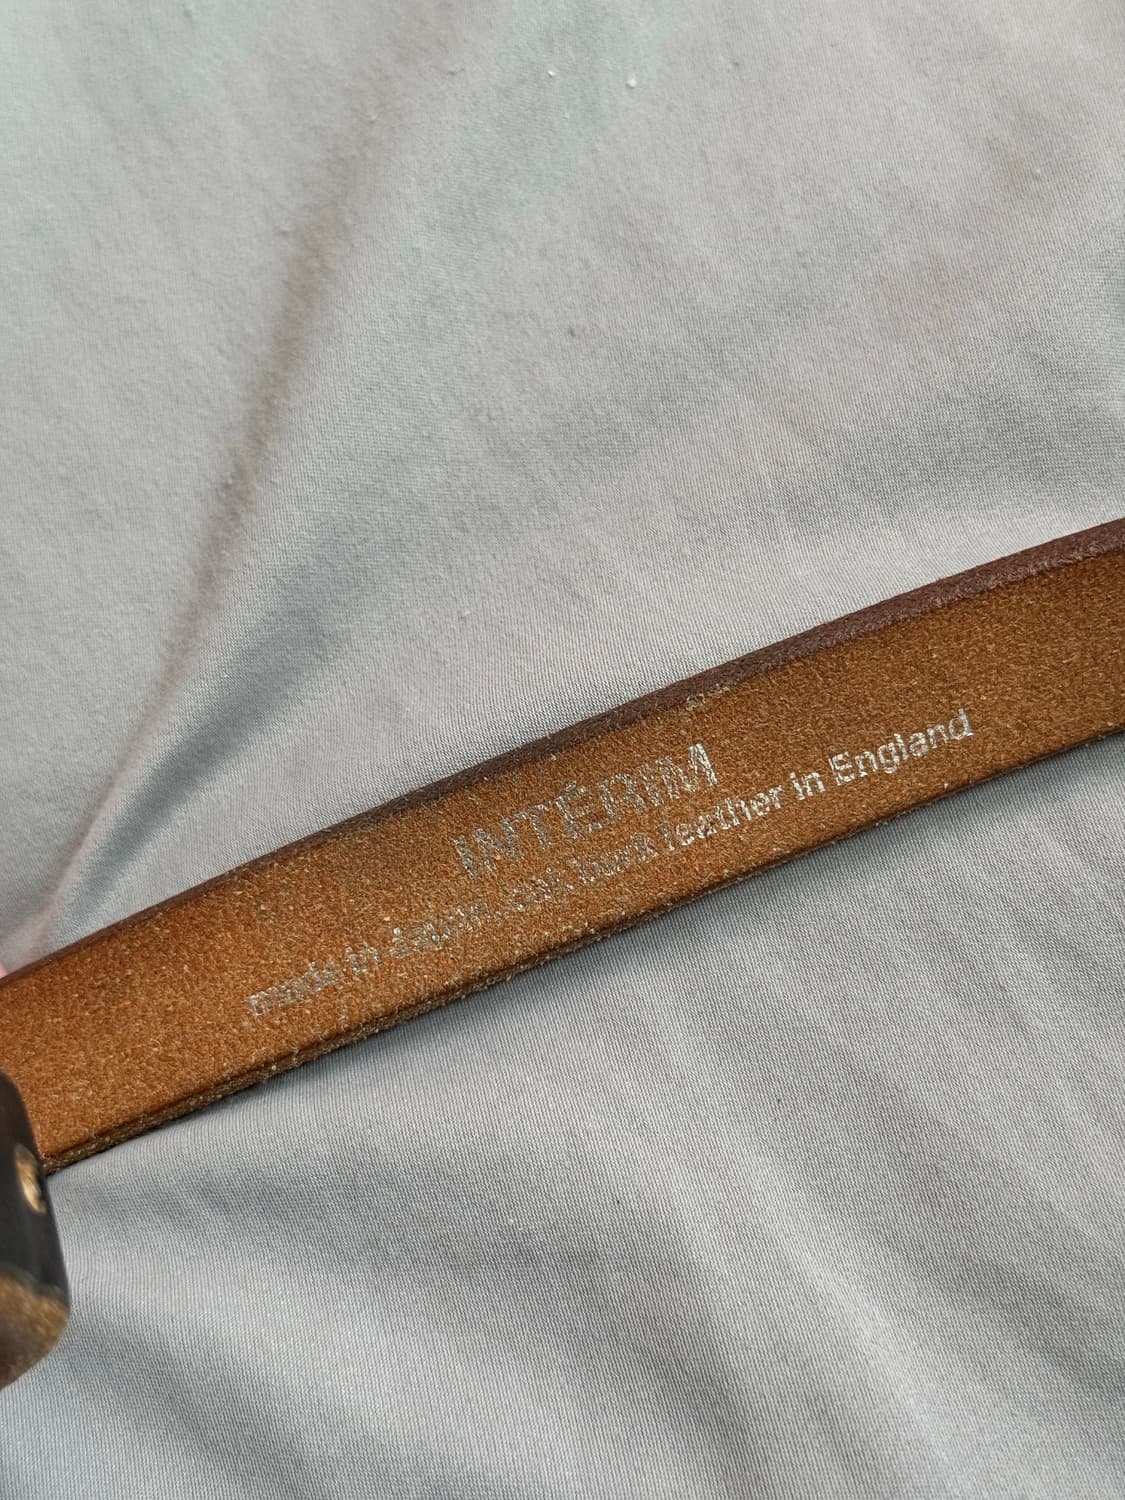 INTÉRIM
made in Japan, oak bark leather in England